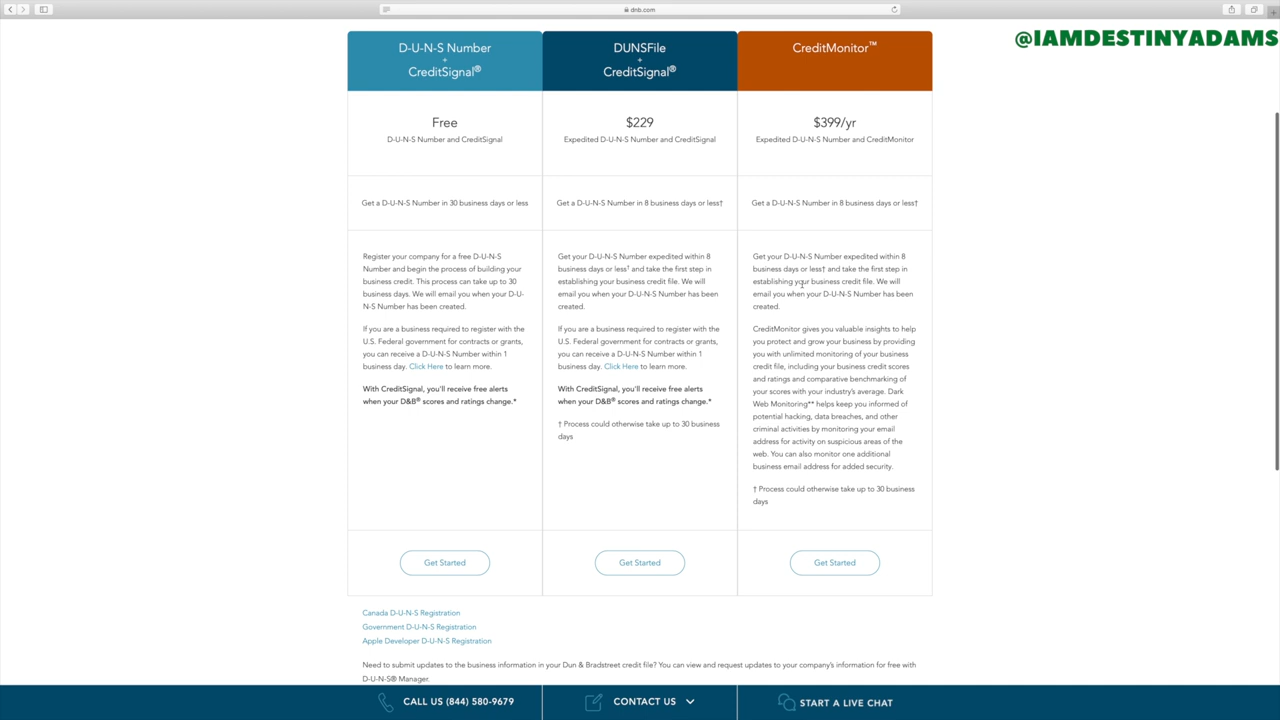 dnb.com
@IAMDESTINYADAMS
D-U-N-S Number
+
CreditSignal®
DUNSFile
+
CreditSignal®
CreditMonitor™
Free
D-U-N-S Number and CreditSignal
$229
Expedited D-U-N-S Number and CreditSignal
$399/yr
Expedited D-U-N-S Number and CreditMonitor
Get a D-U-N-S Number in 30 business days or less
Get a D-U-N-S Number in 8 business days or less†
Get a D-U-N-S Number in 8 business days or less†
Register your company for a free D-U-N-S
Number and begin the process of building your
business credit. This process can take up to 30
business days. We will email you when your D-U-
N-S Number has been created.
If you are a business required to register with the
U.S. Federal government for contracts or grants,
you can receive a D-U-N-S Number within 1
business day. Click Here to learn more.
With CreditSignal, you'll receive free alerts
when your D&B® scores and ratings change.*
Get your D-U-N-S Number expedited within 8
business days or less† and take the first step in
establishing your business credit file. We will
email you when your D-U-N-S Number has been
created.
If you are a business required to register with the
U.S. Federal government for contracts or grants,
you can receive a D-U-N-S Number within 1
business day. Click Here to learn more.
With CreditSignal, you'll receive free alerts
when your D&B® scores and ratings change.*
† Process could otherwise take up to 30 business
days
Get your D-U-N-S Number expedited within 8
business days or less† and take the first step in
establishing your business credit file. We will
email you when your D-U-N-S Number has been
created.
CreditMonitor gives you valuable insights to help
you protect and grow your business by providing
you with unlimited monitoring of your business
credit file, including your business credit scores
and ratings and comparative benchmarking of
your scores with your industry's average. Dark
Web Monitoring** helps keep you informed of
potential hacking, data breaches, and other
criminal activities by monitoring your email
address for activity on suspicious areas of the
web. You can also monitor one additional
business email address for added security.
† Process could otherwise take up to 30 business
days
Get Started
Get Started
Get Started
Canada D-U-N-S Registration
Government D-U-N-S Registration
Apple Developer D-U-N-S Registration
Need to submit updates to the business information in your Dun & Bradstreet credit file? You can view and request updates to your company's information for free with
D-U-N-S® Manager.
CALL US (844) 580-9679
CONTACT US
START A LIVE CHAT